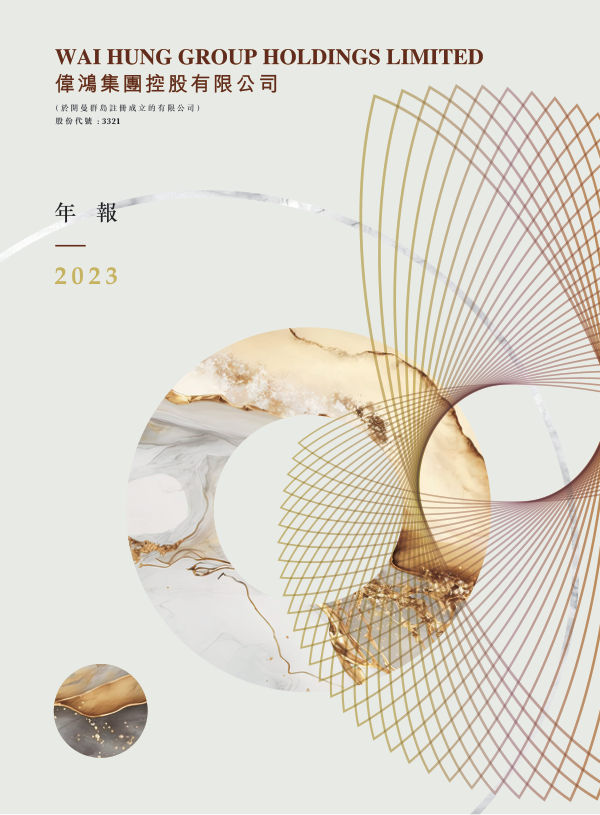 WAI HUNG GROUP HOLDINGS LIMITED
偉鴻集團控股有限公司
(於開曼群島註冊成立的有限公司)
股份代號 : 3321
年 報
2023